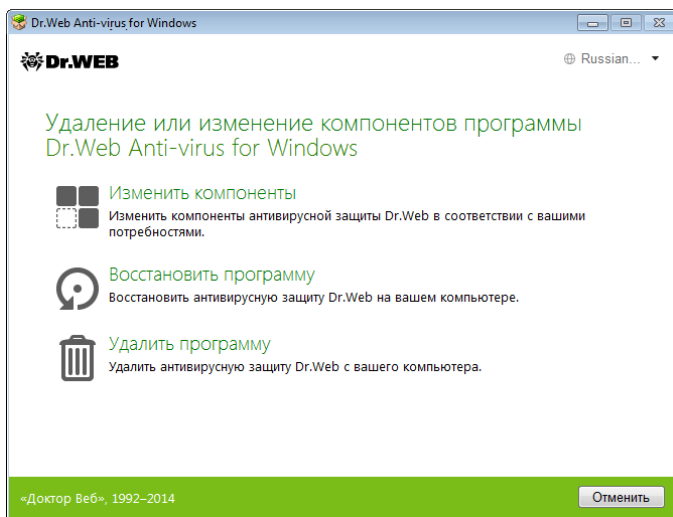 Dr.Web Anti-virus for Windows
Dr.WEB
Russian...
Удаление или изменение компонентов программы
Dr.Web Anti-virus for Windows
Изменить компоненты
Изменить компоненты антивирусной защиты Dr.Web в соответствии с вашими
потребностями.
Восстановить программу
Восстановить антивирусную защиту Dr.Web на вашем компьютере.
Удалить программу
Удалить антивирусную защиту Dr.Web с вашего компьютера.
«Доктор Веб», 1992–2014
Отменить